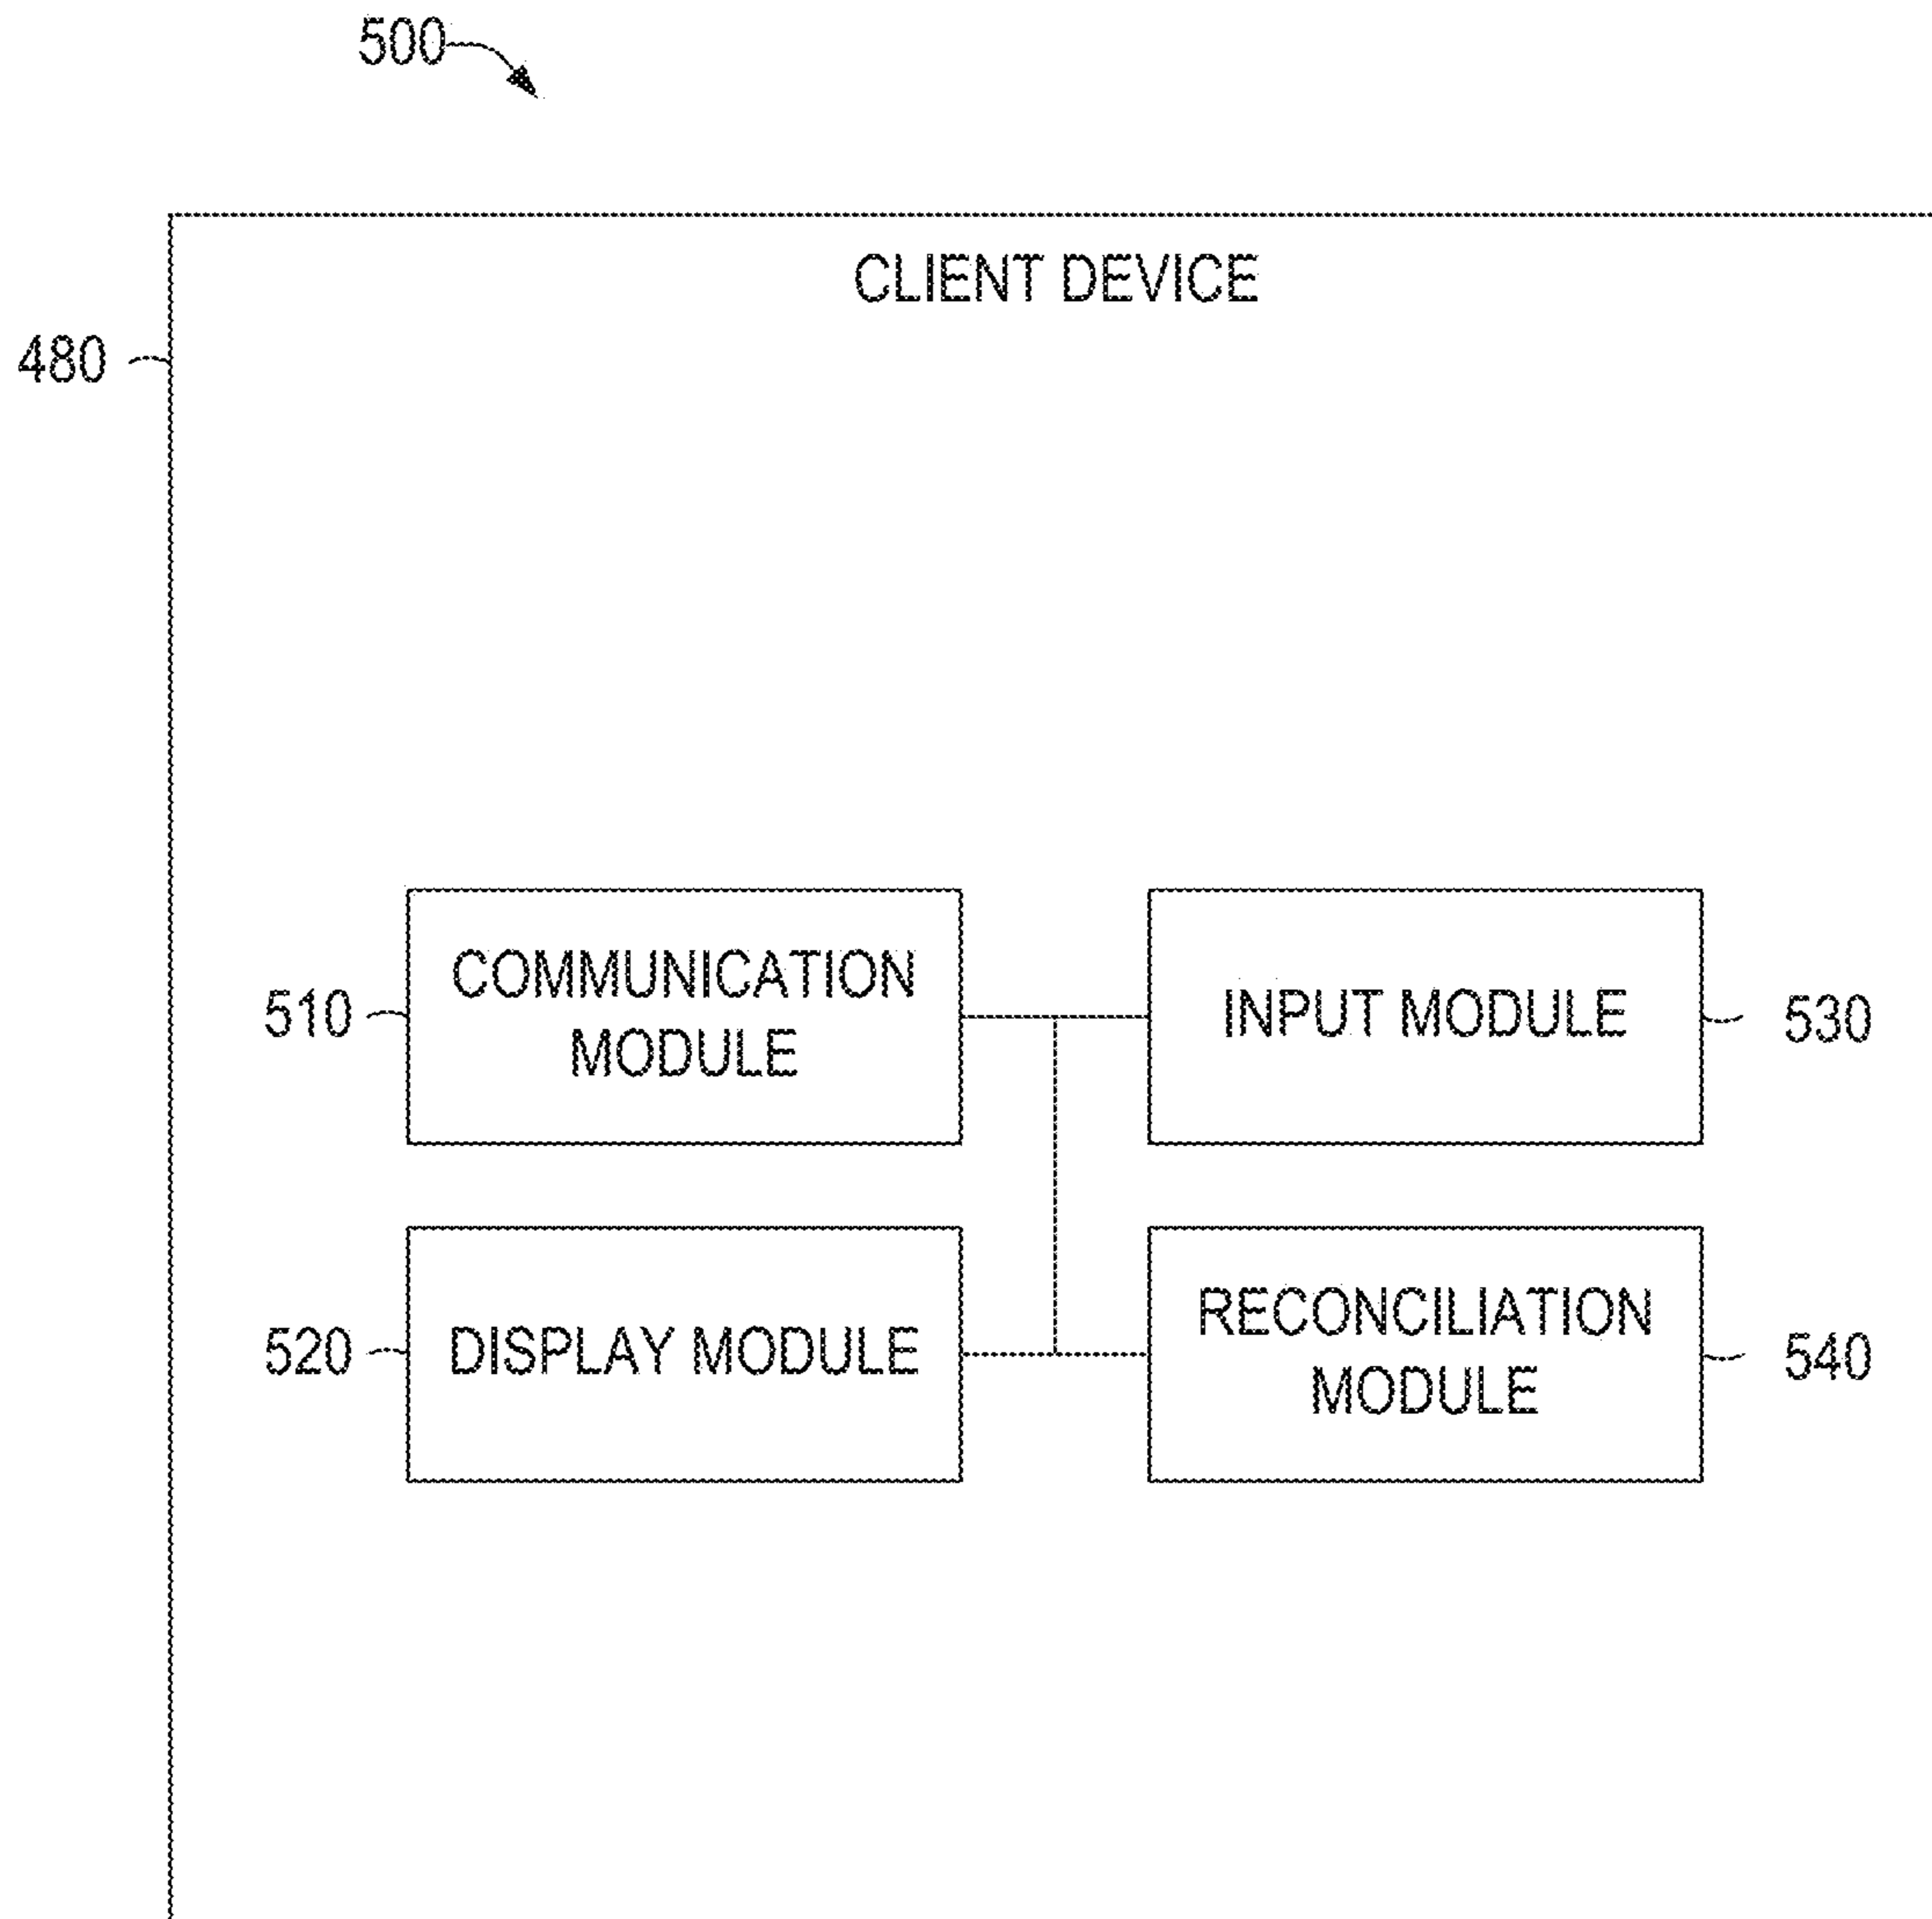 500
CLIENT DEVICE
480
COMMUNICATION
MODULE
510
INPUT MODULE
530
DISPLAY MODULE
520
RECONCILIATION
MODULE
540